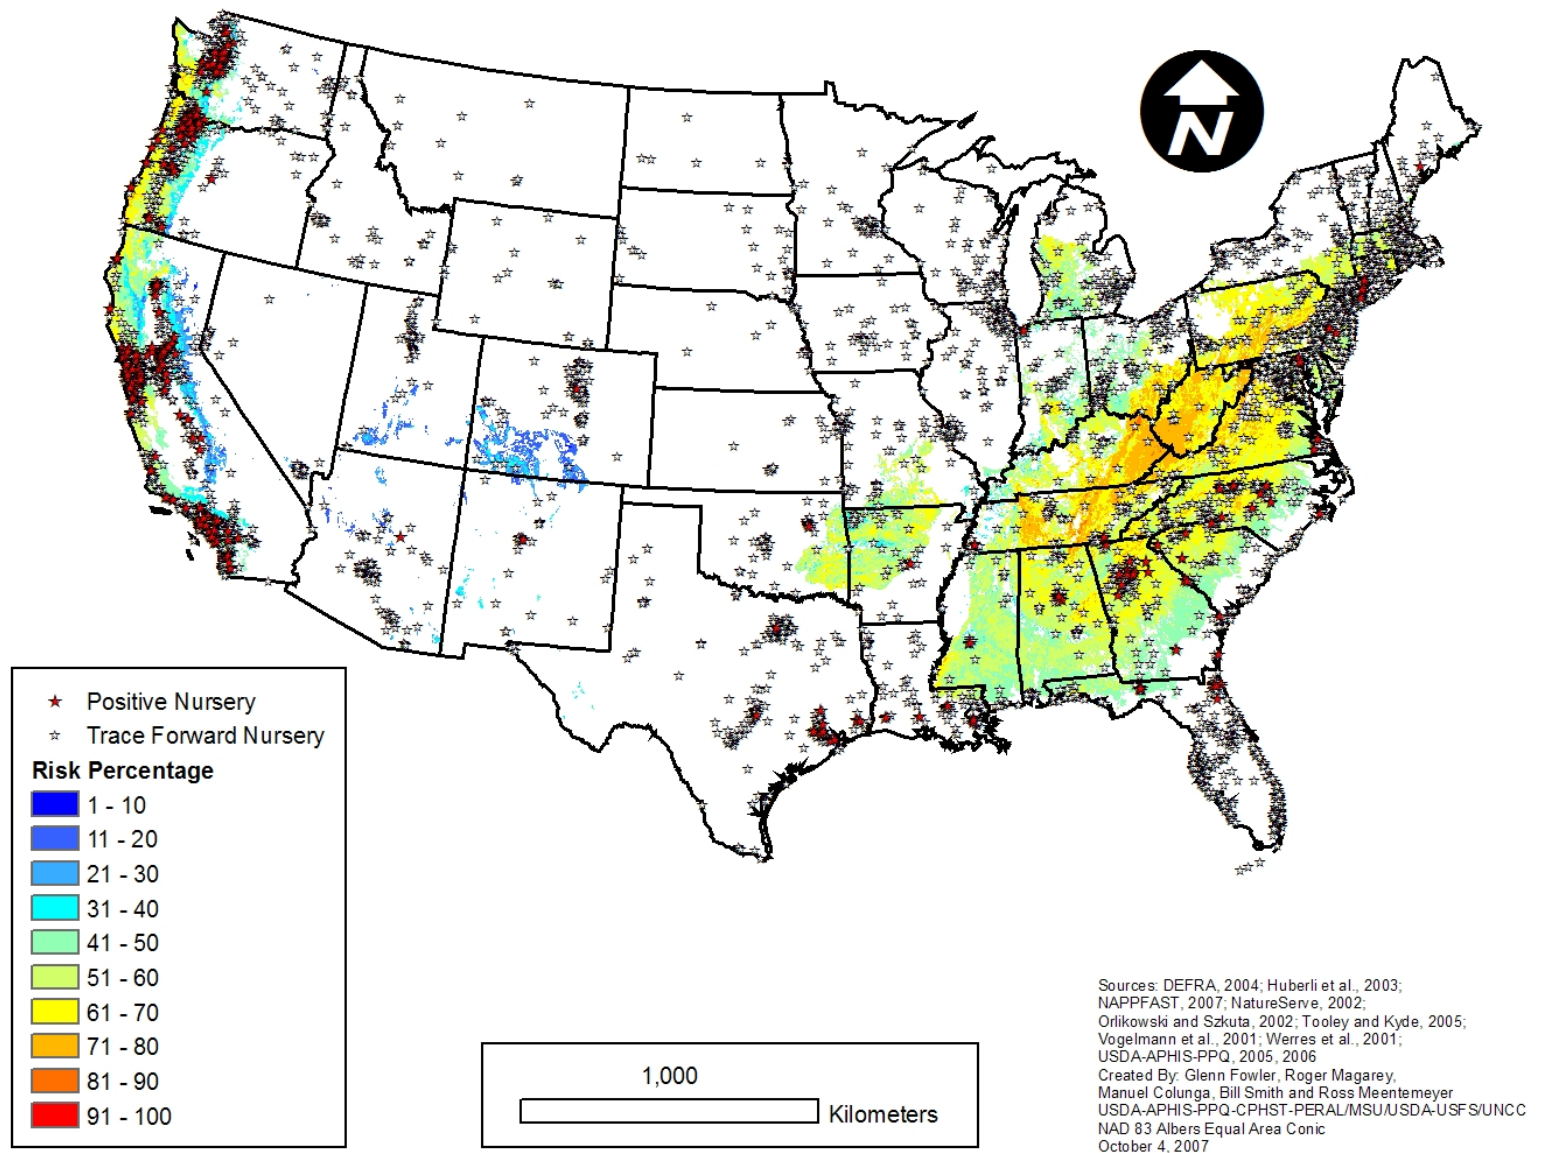 N
Positive Nursery
Trace Forward Nursery
Risk Percentage
1 - 10
11 - 20
21 - 30
31 - 40
41 - 50
51 - 60
61 - 70
71 - 80
81 - 90
91 - 100
1,000
Kilometers
Sources: DEFRA, 2004; Huberli et al., 2003;
NAPPFAST, 2007; NatureServe, 2002;
Orlikowski and Szkuta, 2002; Tooley and Kyde, 2005;
Vogelmann et al., 2001; Werres et al., 2001;
USDA-APHIS-PPQ, 2005, 2006
Created By: Glenn Fowler, Roger Magarey,
Manuel Colunga, Bill Smith and Ross Meentemeyer
USDA-APHIS-PPQ-CPHST-PERAL/MSU/USDA-USFS/UNCC
NAD 83 Albers Equal Area Conic
October 4, 2007